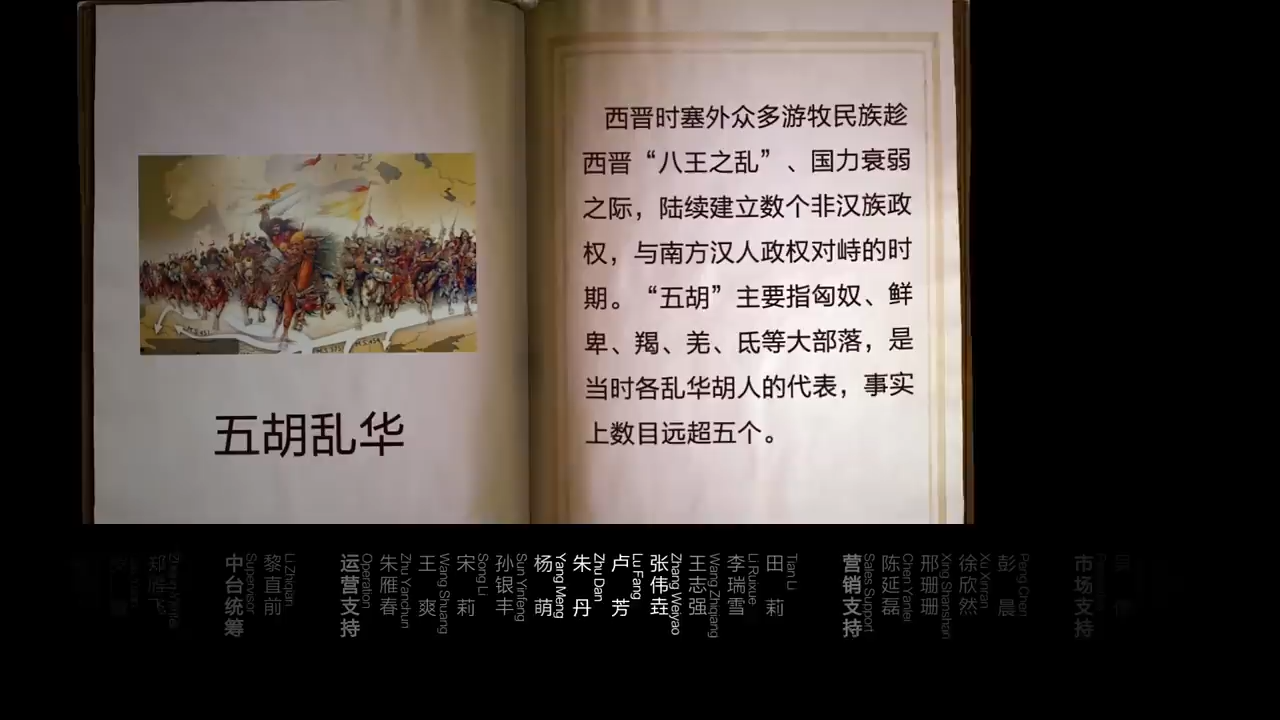 西晋时塞外众多游牧民族趁
西晋“八王之乱”、国力衰弱
之际，陆续建立数个非汉族政
权，与南方汉人政权对峙的时
期。“五胡”主要指匈奴、鲜
卑、羯、羌、氐等大部落，是
当时各乱华胡人的代表，事实
上数目远超五个。
五胡乱华
中台统筹
Supervisor
黎直前
Li Zhiqian
运营支持
Operation
朱雁春
Zhu Yanchun
王爽
Wang Shuang
宋莉
Song Li
孙银丰
Sun Yinfeng
杨萌
Yang Meng
朱丹
Zhu Dan
卢芳
Lu Fang
张伟垚
Zhang Weiyao
王志强
Wang Zhiqiang
李瑞雪
Li Ruixue
田莉
Tian Li
营销支持
Sales Support
陈延磊
Chen Yanlei
邢珊珊
Xing Shanshan
徐欣然
Xu Xinran
彭晨
Peng Chen
市场支持